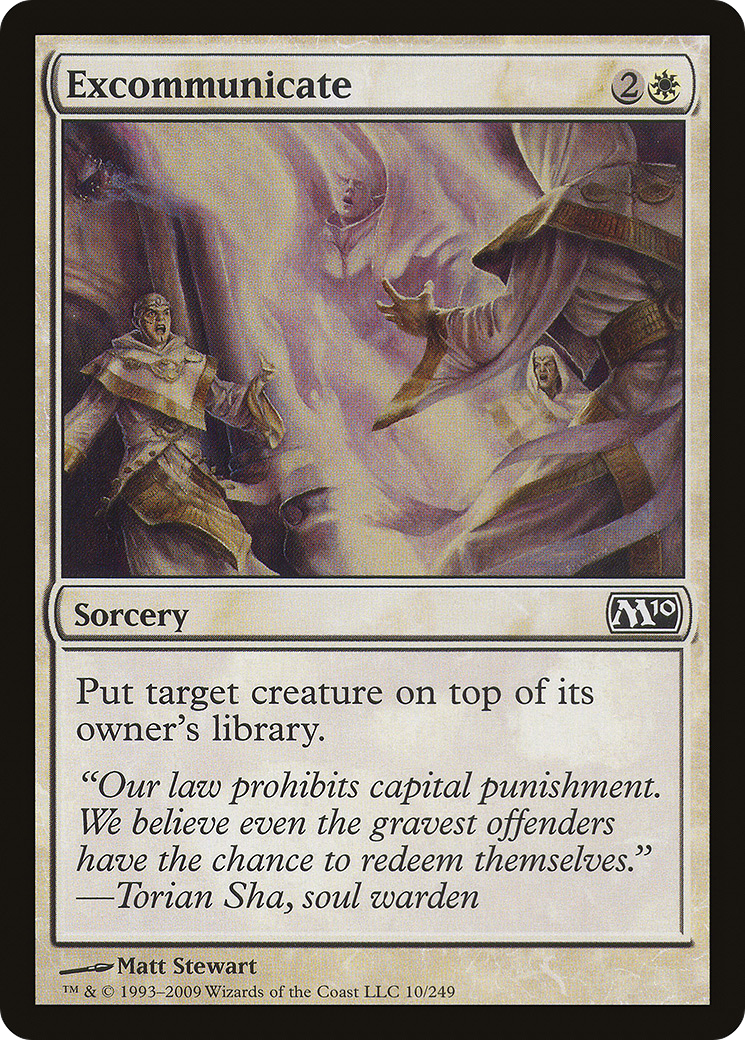 Excommunicate 2
Sorcery M10
Put target creature on top of its
owner's library.
"Our law prohibits capital punishment.
We believe even the gravest offenders
have the chance to redeem themselves."
—Torian Sha, soul warden
Matt Stewart
™ & © 1993–2009 Wizards of the Coast LLC 10/249